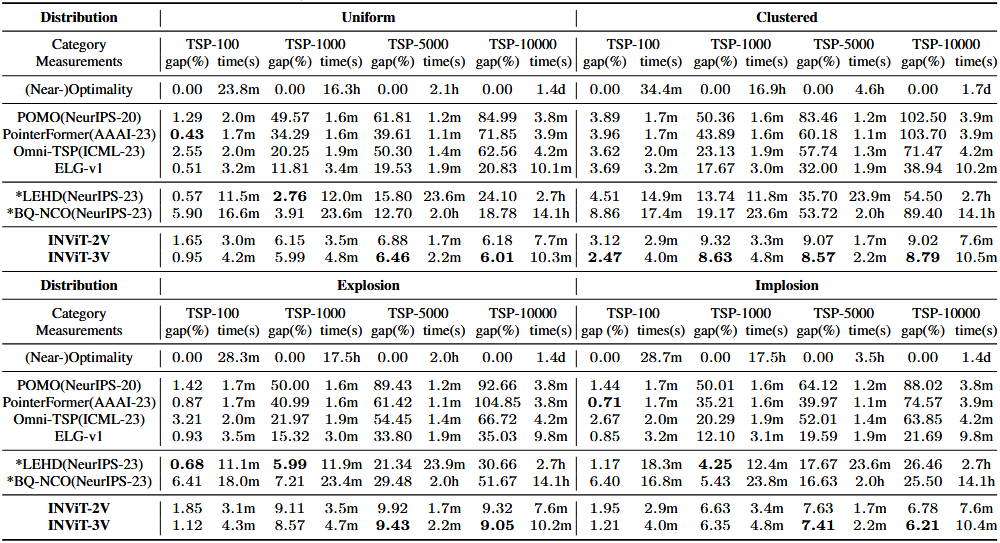 Distribution Uniform Clustered
Category TSP-100 TSP-1000 TSP-5000 TSP-10000 TSP-100 TSP-1000 TSP-5000 TSP-10000
Measurements gap(%) time(s) gap(%) time(s) gap(%) time(s) gap(%) time(s) gap(%) time(s) gap(%) time(s) gap(%) time(s) gap(%) time(s)
(Near-)Optimality 0.00 23.8m 0.00 16.3h 0.00 2.1h 0.00 1.4d 0.00 34.4m 0.00 16.9h 0.00 4.6h 0.00 1.7d
POMO(NeurIPS-20) 1.29 2.0m 49.57 1.6m 61.81 1.2m 84.99 3.8m 3.89 1.7m 50.36 1.6m 83.46 1.2m 102.50 3.9m
PointerFormer(AAAI-23) 0.43 1.7m 34.29 1.6m 39.61 1.1m 71.85 3.9m 3.96 1.7m 43.89 1.6m 60.18 1.1m 103.70 3.9m
Omni-TSP(ICML-23) 2.55 2.0m 20.25 1.9m 50.30 1.4m 62.56 4.2m 3.62 2.0m 23.13 1.9m 57.74 1.3m 71.47 4.2m
ELG-v1 0.51 3.2m 11.81 3.4m 19.53 1.9m 20.83 10.1m 3.69 3.2m 17.67 3.0m 32.00 1.9m 38.94 10.2m
*LEHD(NeurIPS-23) 0.57 11.5m 2.76 12.0m 15.80 23.6m 24.10 2.7h 4.51 14.9m 13.74 11.8m 35.70 23.9m 54.50 2.7h
*BQ-NCO(NeurIPS-23) 5.90 16.6m 3.91 23.6m 12.70 2.0h 18.78 14.1h 8.86 17.4m 19.17 23.6m 53.72 2.0h 89.40 14.1h
INViT-2V 1.65 3.0m 6.15 3.5m 6.88 1.7m 6.18 7.7m 3.12 2.9m 9.32 3.3m 9.07 1.7m 9.02 7.6m
INViT-3V 0.95 4.2m 5.99 4.8m 6.46 2.2m 6.01 10.3m 2.47 4.0m 8.63 4.8m 8.57 2.2m 8.79 10.5m
Distribution Explosion Implosion
Category TSP-100 TSP-1000 TSP-5000 TSP-10000 TSP-100 TSP-1000 TSP-5000 TSP-10000
Measurements gap(%) time(s) gap(%) time(s) gap(%) time(s) gap(%) time(s) gap (%) times(s) gap(%) time(s) gap(%) time(s) gap(%) time(s)
(Near-)Optimality 0.00 28.3m 0.00 17.5h 0.00 2.0h 0.00 1.4d 0.00 28.7m 0.00 17.5h 0.00 3.5h 0.00 1.4d
POMO(NeurIPS-20) 1.42 1.7m 50.00 1.6m 89.43 1.2m 92.66 3.8m 1.44 1.7m 50.01 1.6m 64.12 1.2m 88.02 3.8m
PointerFormer(AAAI-23) 0.87 1.7m 40.99 1.6m 61.42 1.1m 104.85 3.8m 0.71 1.7m 35.21 1.6m 39.97 1.1m 74.57 3.9m
Omni-TSP(ICML-23) 3.21 2.0m 21.97 1.9m 54.45 1.4m 66.72 4.2m 2.67 2.0m 20.29 1.9m 52.01 1.4m 63.85 4.2m
ELG-v1 0.93 3.5m 15.32 3.0m 33.80 1.9m 35.03 9.8m 0.85 3.2m 12.10 3.1m 19.59 1.9m 21.69 9.8m
*LEHD(NeurIPS-23) 0.68 11.1m 5.99 11.9m 21.34 23.9m 30.66 2.7h 1.17 18.3m 4.25 12.4m 17.67 23.6m 26.46 2.7h
*BQ-NCO(NeurIPS-23) 6.41 18.0m 7.21 23.4m 29.48 2.0h 51.67 14.1h 6.40 16.8m 5.43 23.8m 16.63 2.0h 25.50 14.1h
INViT-2V 1.85 3.1m 9.11 3.5m 9.92 1.7m 9.32 7.6m 1.95 2.9m 6.63 3.4m 7.63 1.7m 6.78 7.6m
INViT-3V 1.12 4.3m 8.57 4.7m 9.43 2.2m 9.05 10.2m 1.21 4.0m 6.35 4.8m 7.41 2.2m 6.21 10.4m